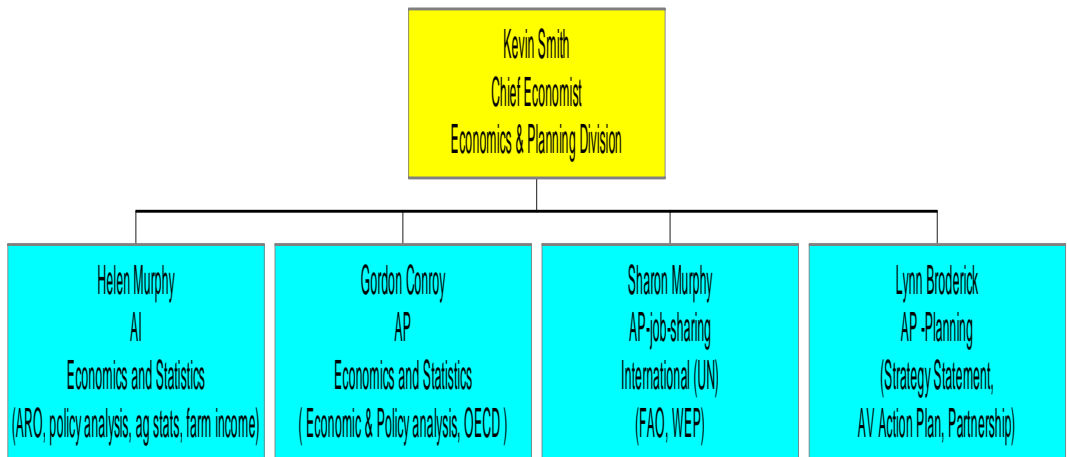 Kevin Smith
Chief Economist
Economics & Planning Division
Helen Murphy
AI
Economics and Statistics
(ARO, policy analysis, ag stats, farm income)
Gordon Conroy
AP
Economics and Statistics
( Economic & Policy analysis, OECD )
Sharon Murphy
AP-job-sharing
International (UN)
(FAO, WEP)
Lynn Broderick
AP -Planning
(Strategy Statement,
AV Action Plan, Partnership)